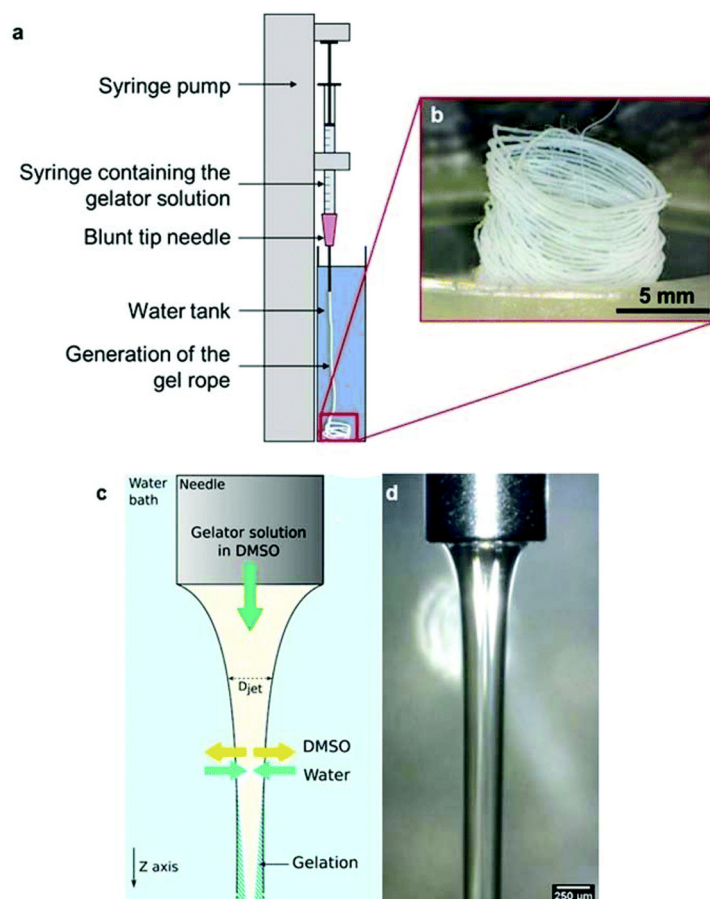 a
Syringe pump
Syringe containing the
gelator solution
Blunt tip needle
Water tank
Generation of the
gel rope
b
5 mm
c
Water
bath
Needle
Gelator solution
in DMSO
Djet
DMSO
Water
Gelation
Z axis
d
250 µm